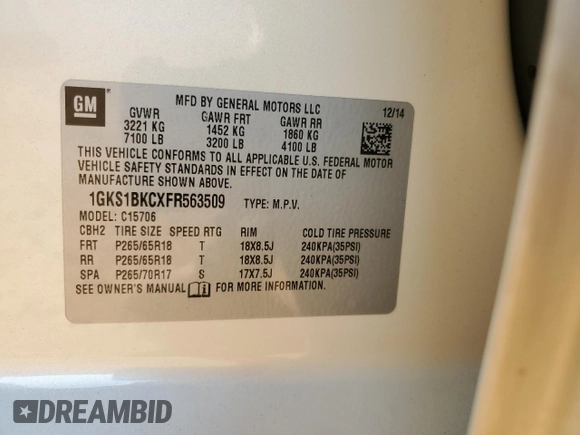 GM
MFD BY GENERAL MOTORS LLC
12/14
GVWR GAWR FRT GAWR RR
3221 KG 1452 KG 1860 KG
7100 LB 3200 LB 4100 LB
THIS VEHICLE CONFORMS TO ALL APPLICABLE U.S. FEDERAL MOTOR
VEHICLE SAFETY STANDARDS IN EFFECT ON THE DATE OF
MANUFACTURE SHOWN ABOVE.
1GKS1BKCXFR563509 TYPE: M.P.V.
MODEL: C15706
CBH2 TIRE SIZE SPEED RTG RIM COLD TIRE PRESSURE
FRT P265/65R18 T 18X8.5J 240KPA(35PSI)
RR P265/65R18 T 18X8.5J 240KPA(35PSI)
SPA P265/70R17 S 17X7.5J 240KPA(35PSI)
SEE OWNER'S MANUAL FOR MORE INFORMATION.
DREAMBID